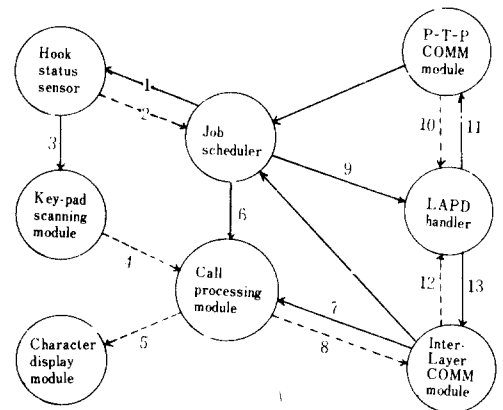 Hook
status
sensor
P-T-P
COMM
module
1
2
Job
scheduler
10
11
3
9
Key-pad
scanning
module
LAPD
handler
6
4
Call
processing
module
12
13
7
5
8
Character
display
module
Inter-
Layer
COMM
module